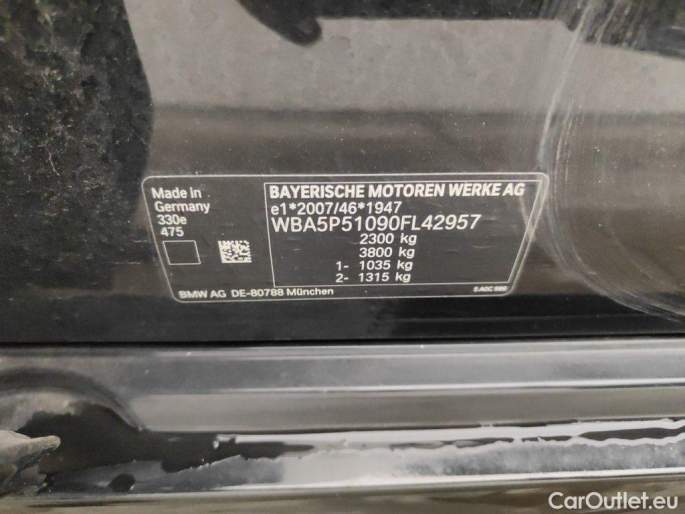 Made in
Germany
330e
475
BAYERISCHE MOTOREN WERKE AG
e1*2007/46*1947
WBA5P51090FL42957
2300 kg
3800 kg
1- 1035 kg
2- 1315 kg
BMW AG DE-80788 München
CarOutlet.eu